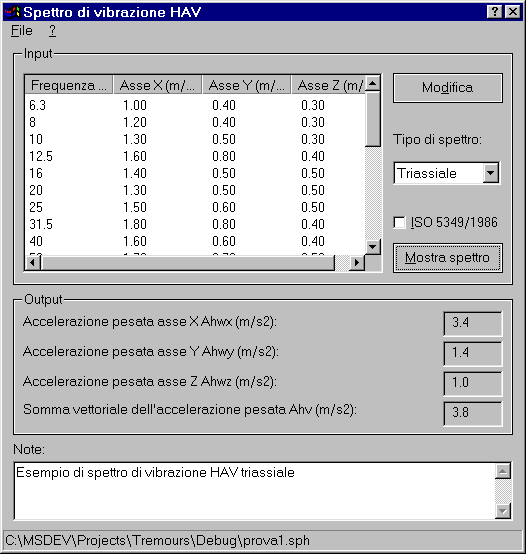 Spettro di vibrazione HAV
File ?
Input
Frequenza ... Asse X (m/... Asse Y (m/... Asse Z (m/
6.3 1.00 0.40 0.30
8 1.20 0.40 0.30
10 1.30 0.50 0.30
12.5 1.60 0.80 0.40
16 1.40 0.50 0.50
20 1.30 0.50 0.50
25 1.50 0.60 0.50
31.5 1.80 0.80 0.40
40 1.60 0.60 0.40
Modifica
Tipo di spettro:
Triassiale
ISO 5349/1986
Mostra spettro
Output
Accelerazione pesata asse X Ahwx (m/s2): 3.4
Accelerazione pesata asse Y Ahwy (m/s2): 1.4
Accelerazione pesata asse Z Ahwz (m/s2): 1.0
Somma vettoriale dell'accelerazione pesata Ahv (m/s2): 3.8
Note:
Esempio di spettro di vibrazione HAV triassiale
C:\MSDEV\Projects\Tremours\Debug\prova1.sph